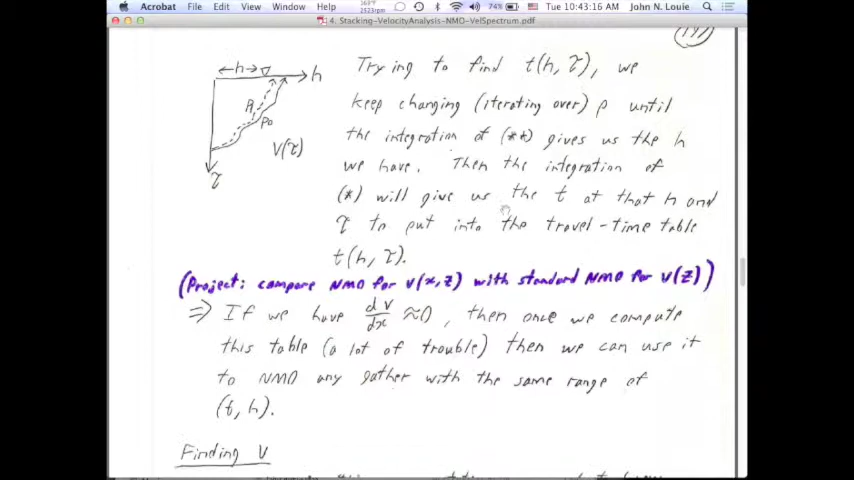 Acrobat File Edit View Window Help 74% Tue 10:43:16 AM John N. Louie
4. Stacking-VelocityAnalysis-NMO-VelSpectrum.pdf
Trying to find t(h, τ), we
keep changing (iterating over) p until
the integration of (**) gives us the h
we have. Then the integration of
(*) will give us the t at that h and
τ to put into the travel-time table
t(h, τ).
h
h
P₁
P₀
V(τ)
τ
(Project: compare NMO for V(x,z) with standard NMO for V(z))
⇒ If we have dv/dx ≈ 0, then once we compute
this table (a lot of trouble) then we can use it
to NMO any gather with the same range of
(t, h).
Finding V